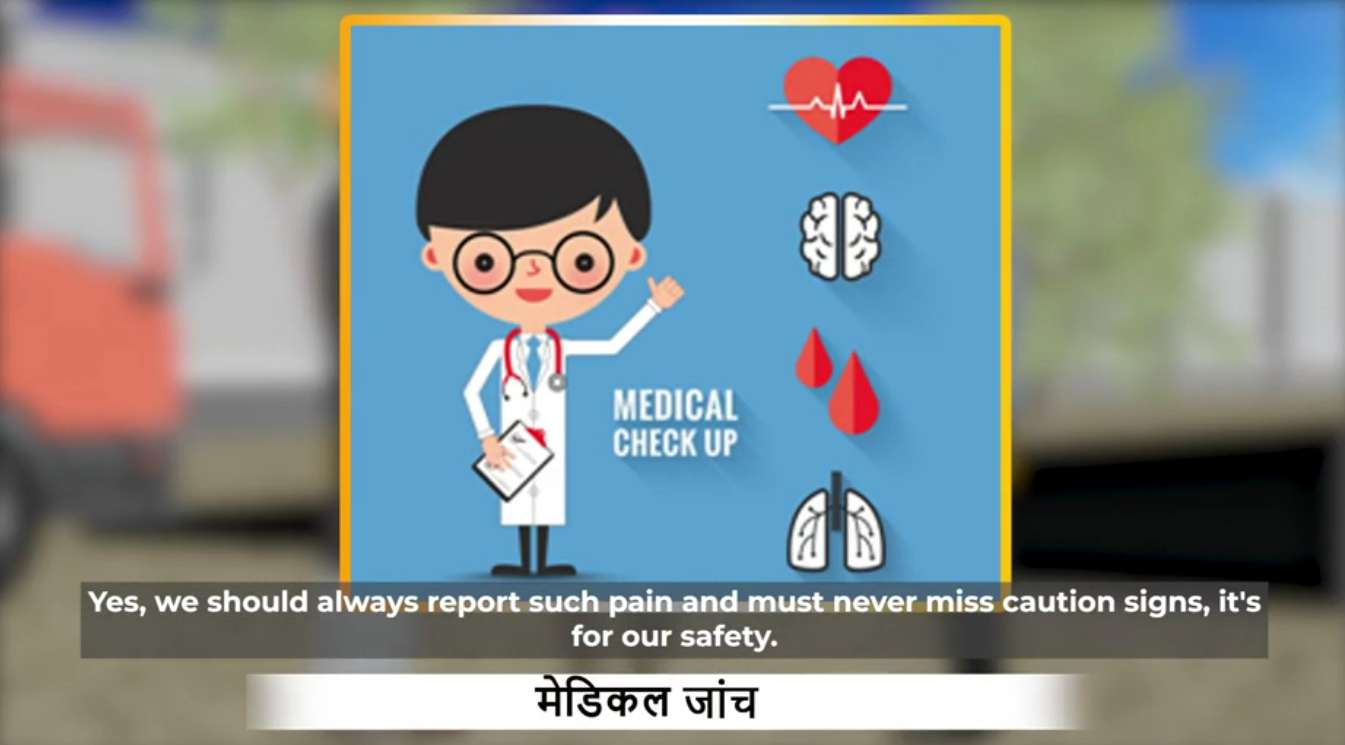 MEDICAL
CHECK UP
Yes, we should always report such pain and must never miss caution signs, it's
for our safety.
मेडिकल जांच